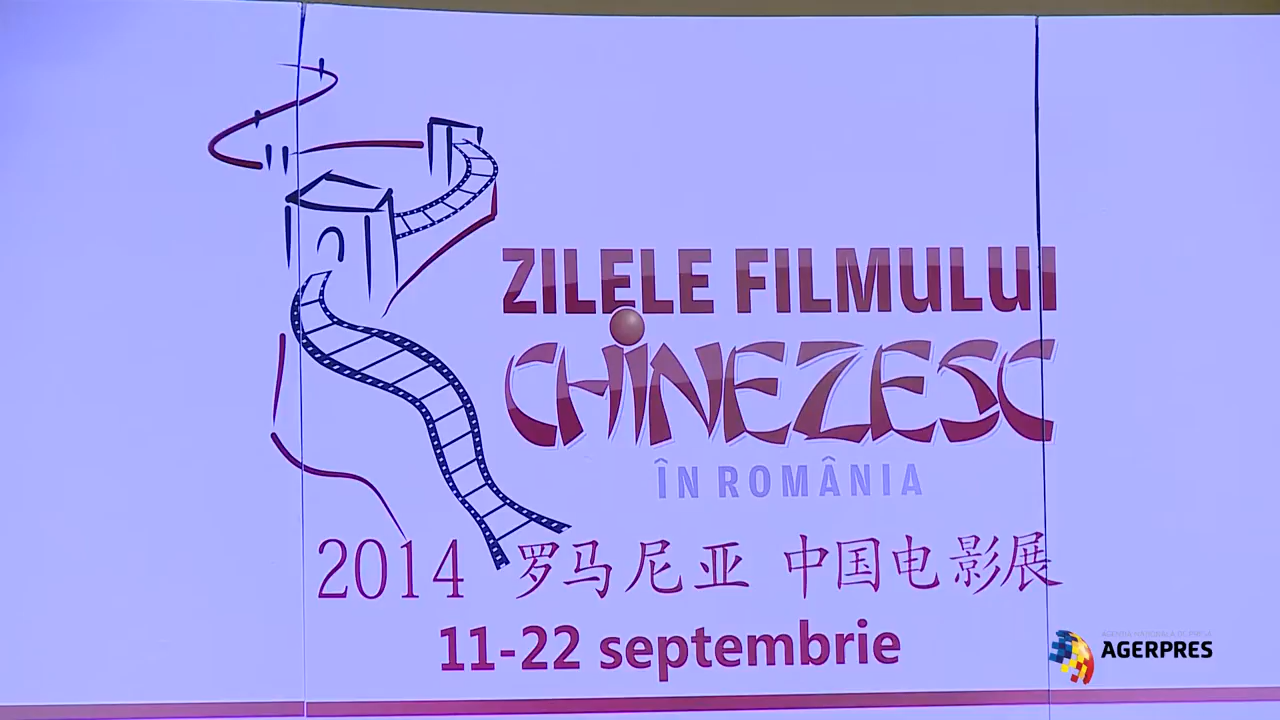 ZILELE FILMULUI
CHINEZESC
ÎN ROMÂNIA
2014 罗马尼亚 中国电影展
11-22 septembrie
AGERPRES